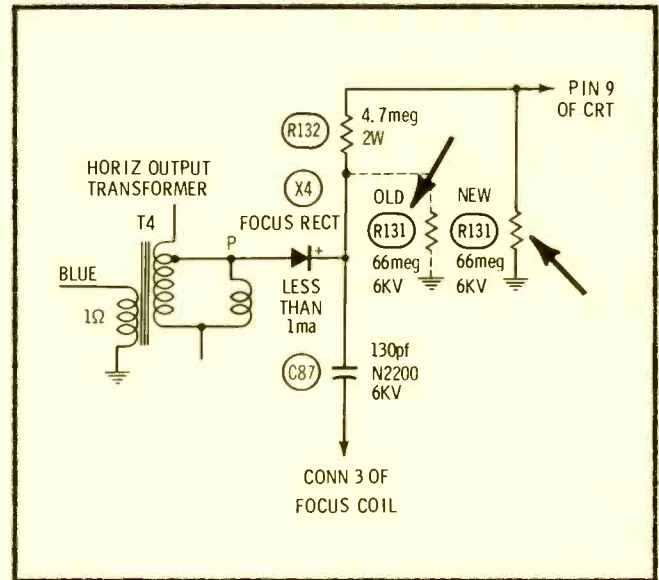 PIN 9
OF CRT
R132
4.7meg
2W
HORIZ OUTPUT
TRANSFORMER
T4
X4
FOCUS RECT
OLD
R131
66meg
6KV
NEW
R131
66meg
6KV
P
+
BLUE
1Ω
LESS
THAN
1ma
C87
130pf
N2200
6KV
CONN 3 OF
FOCUS COIL